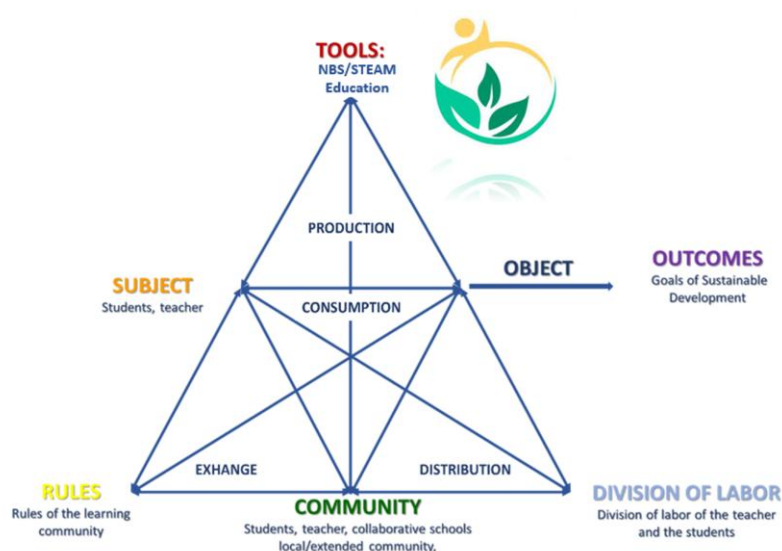 TOOLS:
NBS/STEAM
Education
PRODUCTION
SUBJECT
Students, teacher
CONSUMPTION
OBJECT
OUTCOMES
Goals of Sustainable
Development
EXHANGE
DISTRIBUTION
RULES
Rules of the learning
community
COMMUNITY
Students, teacher, collaborative schools
local/extended community.
DIVISION OF LABOR
Division of labor of the teacher
and the students